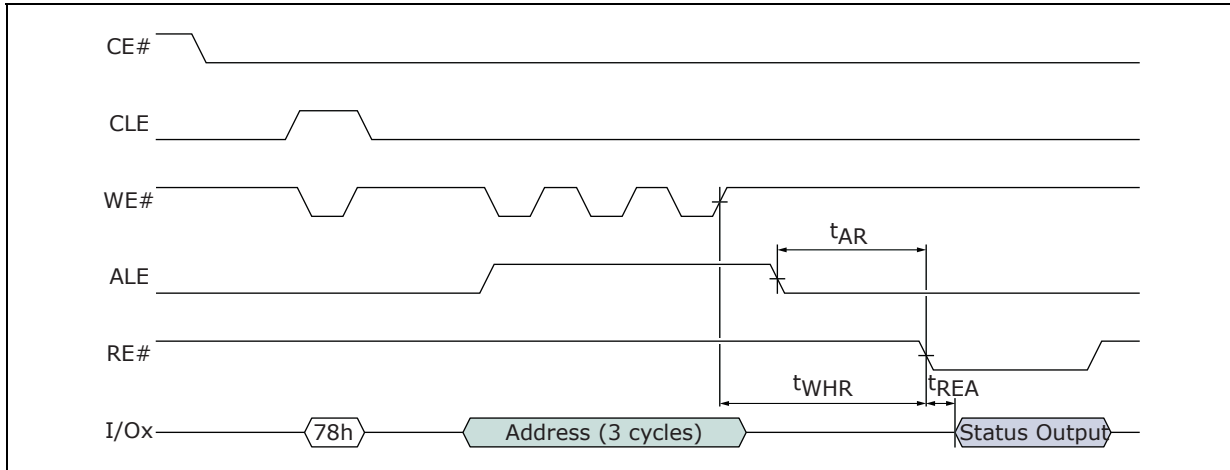 CE#
CLE
WE#
tAR
ALE
RE#
tWHR
tREA
I/Ox
78h
Address (3 cycles)
Status Output